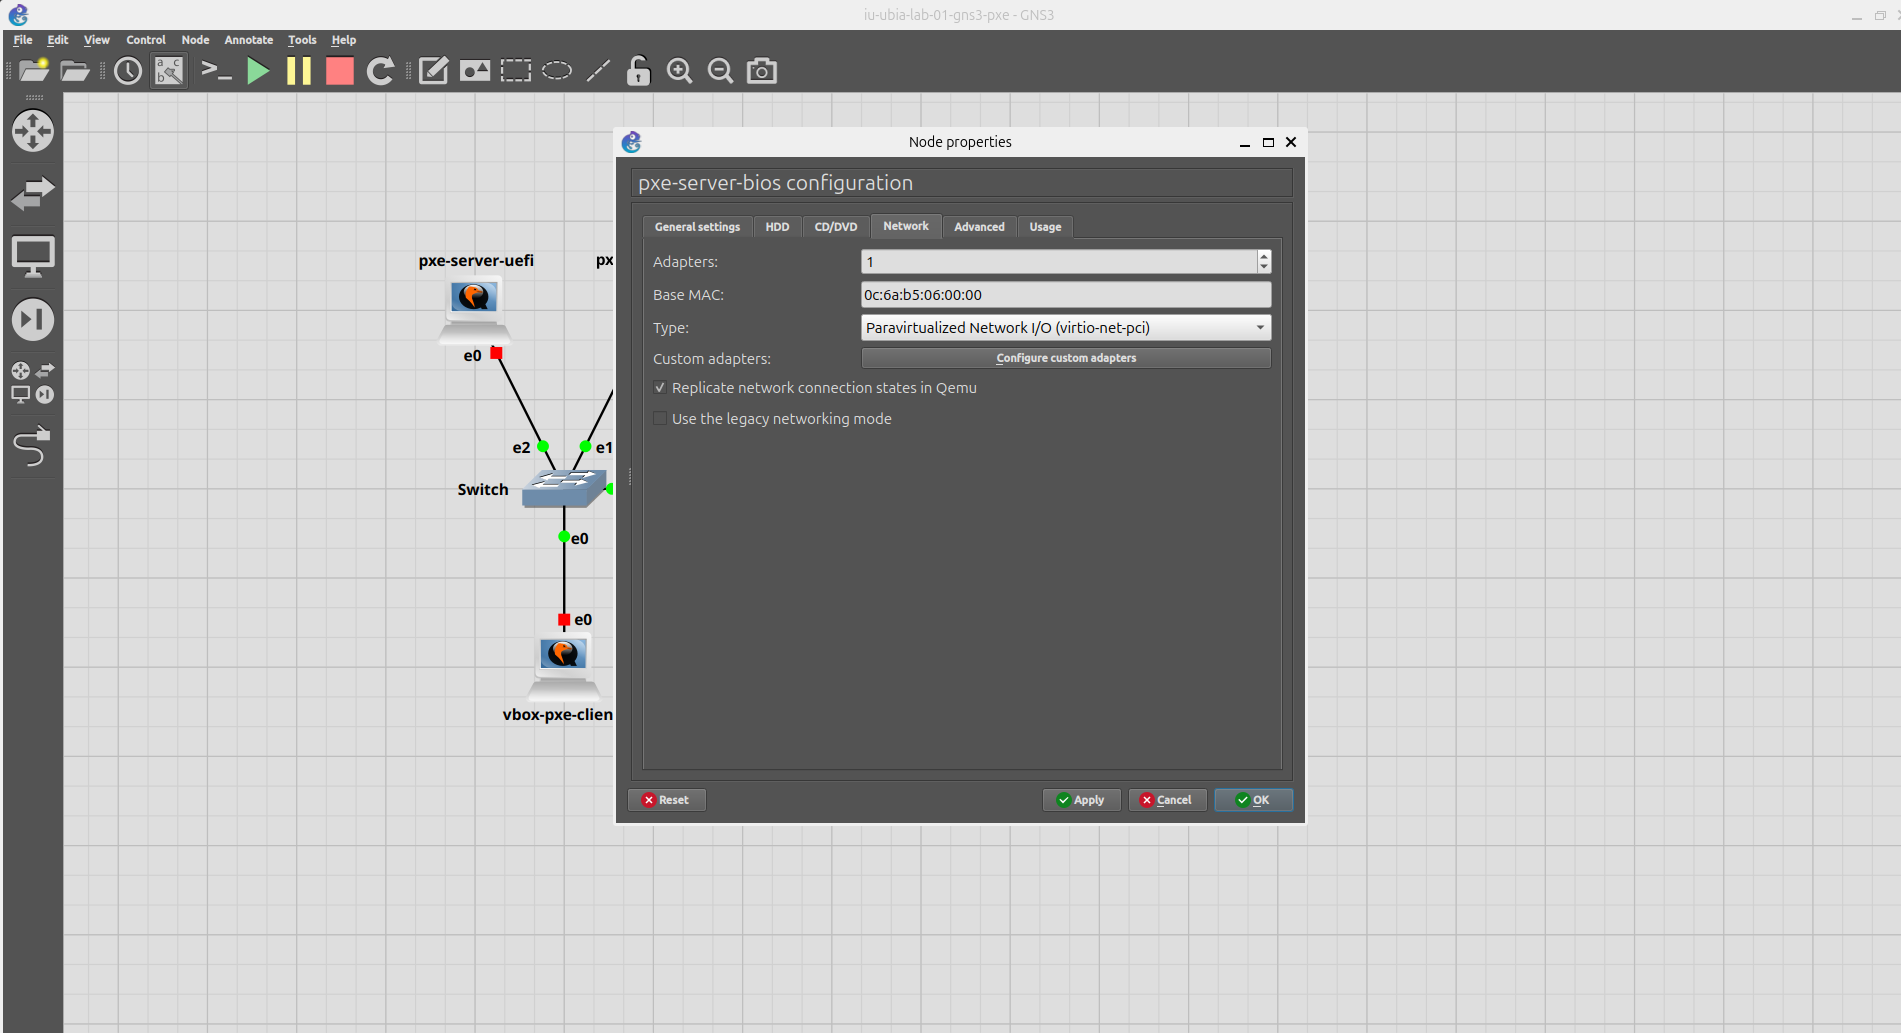 iu-ubia-lab-01-gns3-pxe - GNS3
File Edit View Control Node Annotate Tools Help
a c
b
Node properties
pxe-server-bios configuration
General settings HDD CD/DVD Network Advanced Usage
Adapters: 1
Base MAC: 0c:6a:b5:06:00:00
Type: Paravirtualized Network I/O (virtio-net-pci)
Custom adapters: Configure custom adapters
Replicate network connection states in Qemu
Use the legacy networking mode
Reset Apply Cancel OK
pxe-server-uefi px
e0
e2 e1
Switch
e0
e0
vbox-pxe-clien